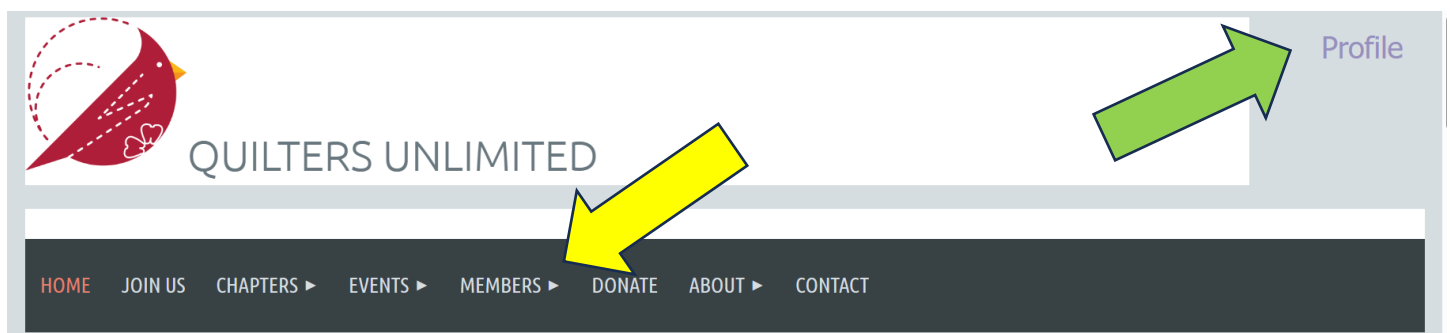 Profile
QUILTERS UNLIMITED
HOME JOIN US CHAPTERS ► EVENTS ► MEMBERS ► DONATE ABOUT ► CONTACT